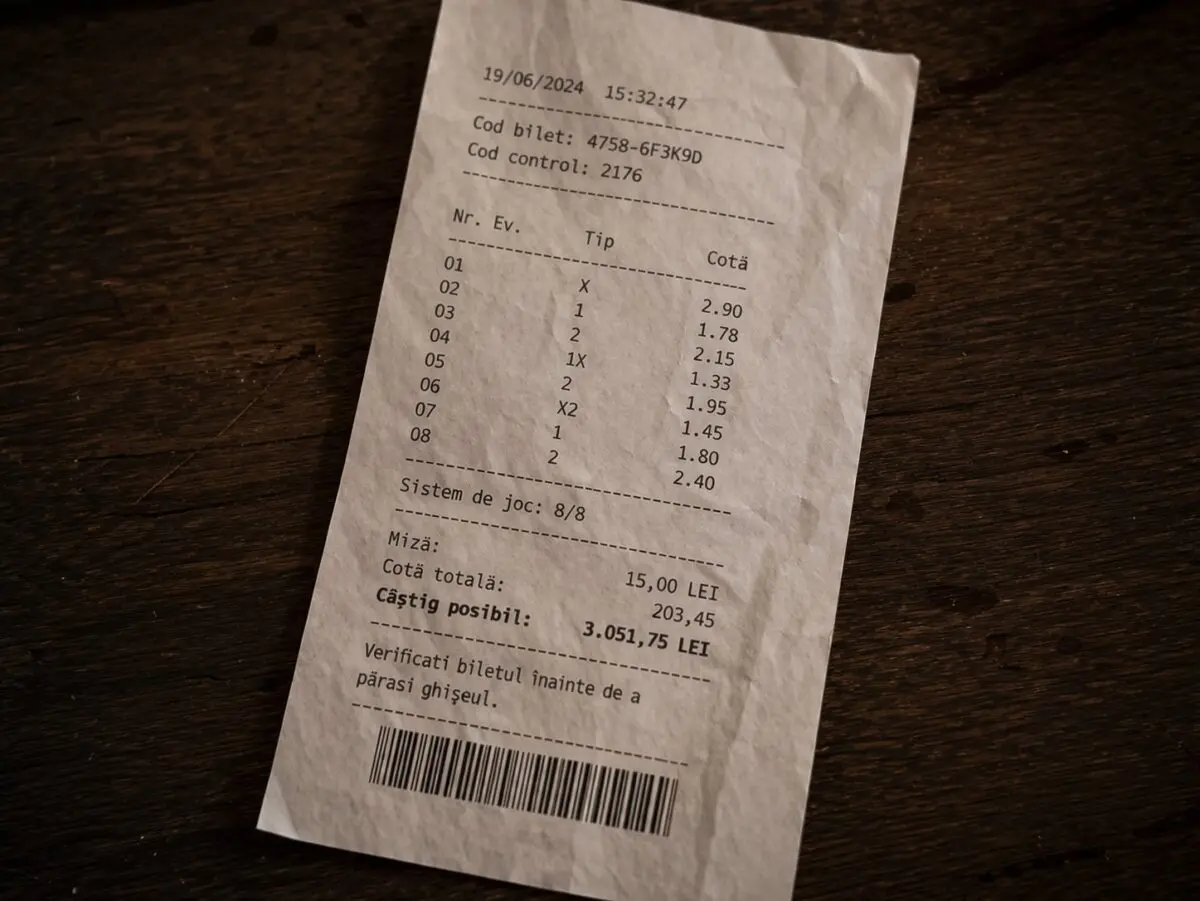 19/06/2024 15:32:47
Cod bilet: 4758-6F3K9D
Cod control: 2176
Nr. Ev. Tip Cotä
01 X 2.90
02 1 1.78
03 2 2.15
04 1X 1.33
05 2 1.95
06 X2 1.45
07 1 1.80
08 2 2.40
Sistem de joc: 8/8
Miză: 15,00 LEI
Cotă totală: 203,45
Câştig posibil: 3.051,75 LEI
Verificati biletul înainte de a
părasi ghişeul.